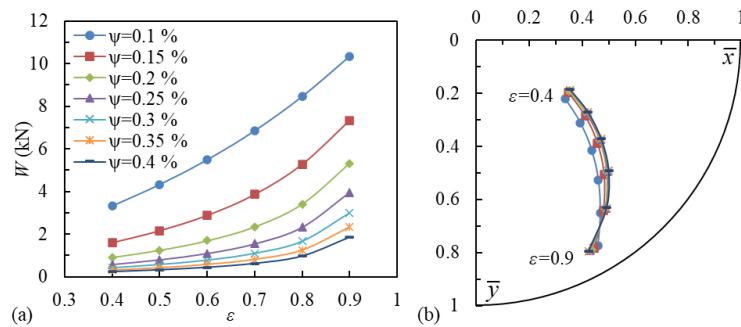 12
10
8
6
4
2
0
W (kN)
ψ=0.1 %
ψ=0.15 %
ψ=0.2 %
ψ=0.25 %
ψ=0.3 %
ψ=0.35 %
ψ=0.4 %
0.3 0.4 0.5 0.6 0.7 0.8 0.9 1
ε
(a)
0 0.2 0.4 0.6 0.8 1
x̅
0
0.2
0.4
0.6
0.8
1
ε=0.4
ε=0.9
y̅
(b)